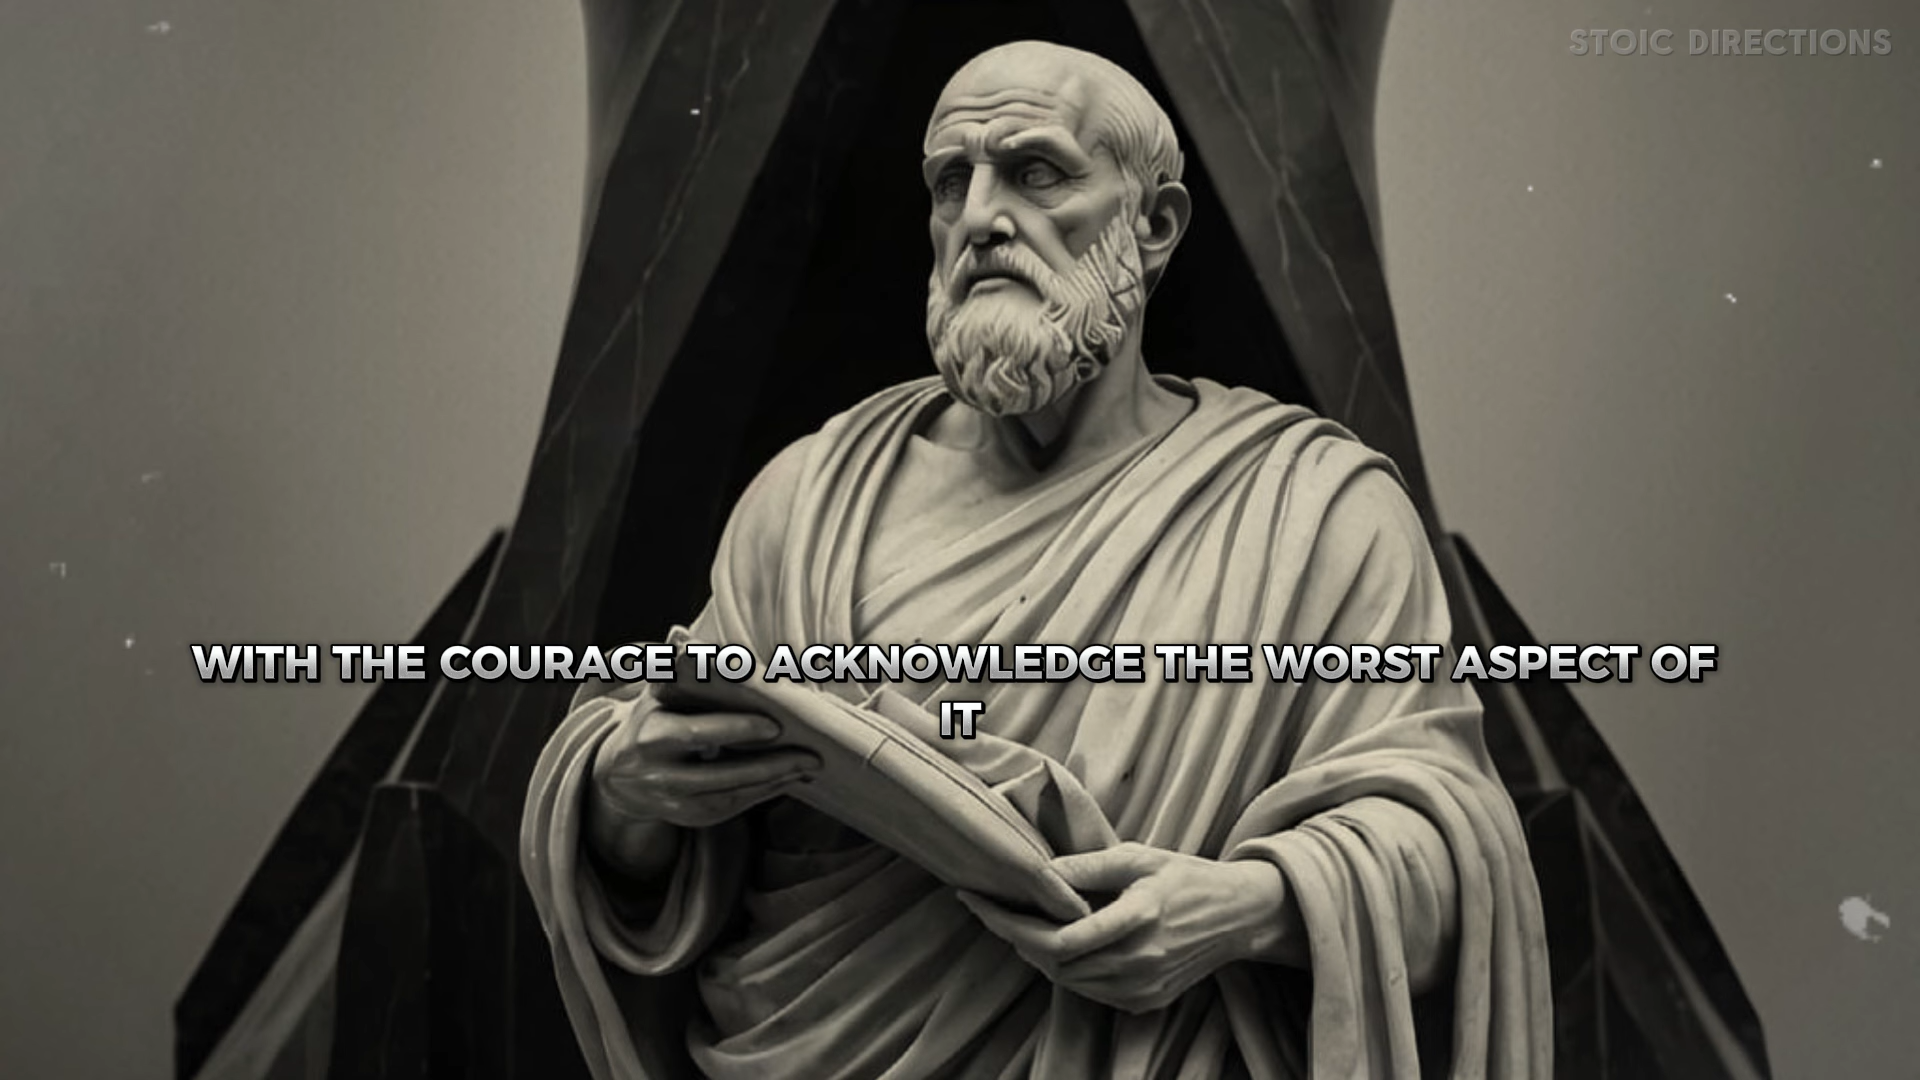 STOIC DIRECTIONS
WITH THE COURAGE TO ACKNOWLEDGE THE WORST ASPECT OF
IT